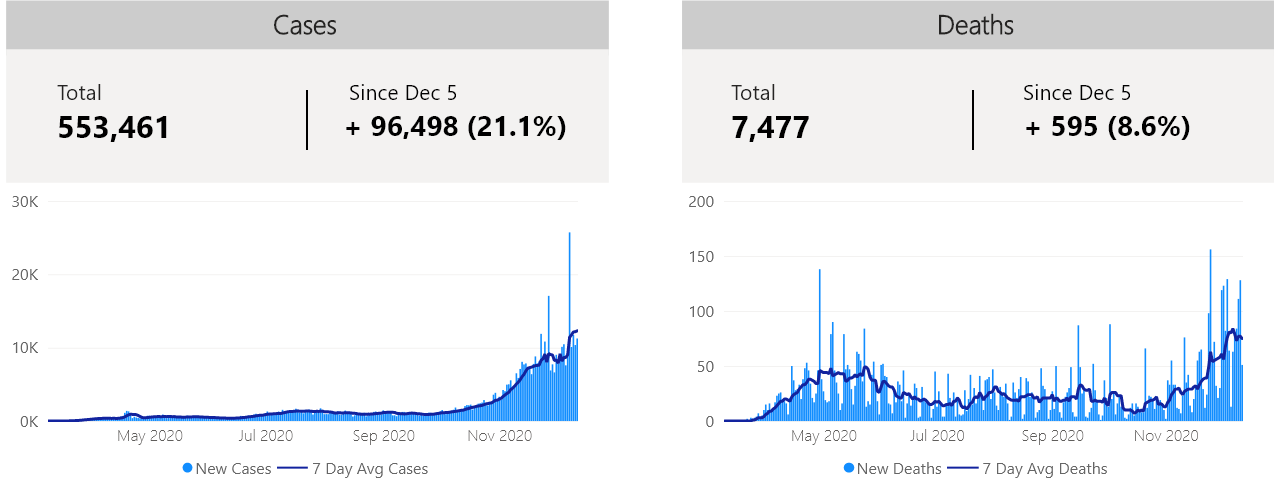 Cases
Total
553,461
Since Dec 5
+ 96,498 (21.1%)
30K
20K
10K
0K
May 2020
Jul 2020
Sep 2020
Nov 2020
New Cases
7 Day Avg Cases
Deaths
Total
7,477
Since Dec 5
+ 595 (8.6%)
200
150
100
50
0
May 2020
Jul 2020
Sep 2020
Nov 2020
New Deaths
7 Day Avg Deaths